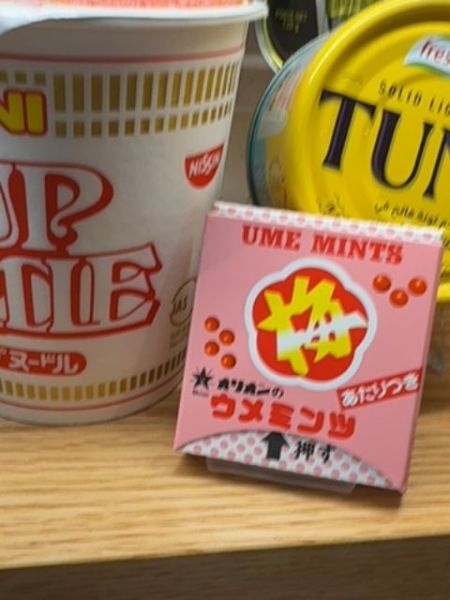 NI
NISSIN
UP
DLE
JAS
ヌードル
fres
SOLID LIG
TUN
UME MINTS
梅
あたりつき
オリオンの
ウメミンツ
押す